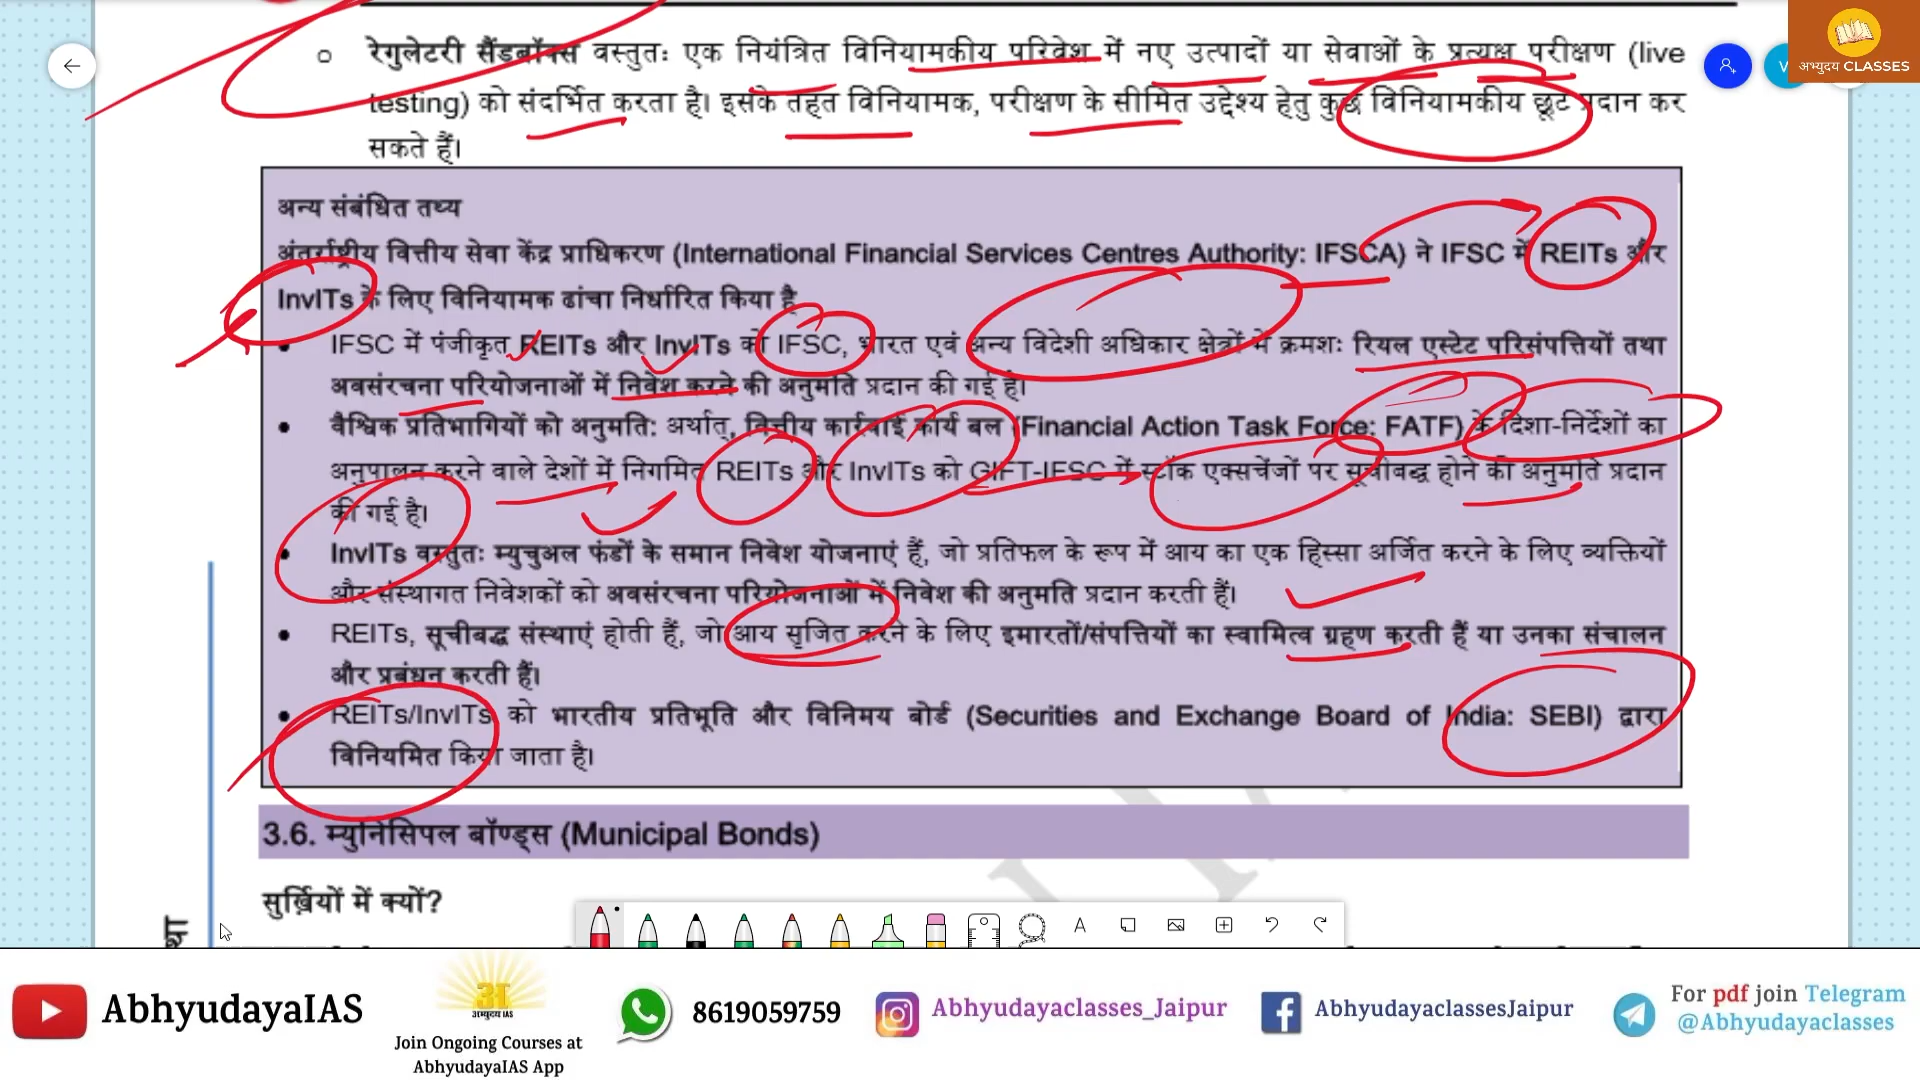 अभ्युदय CLASSES
रेगुलेटरी सैंडबॉक्स वस्तुतः एक नियंत्रित विनियामकीय परिवेश में नए उत्पादों या सेवाओं के प्रत्यक्ष परीक्षण (live
testing) को संदर्भित करता है। इसके तहत विनियामक, परीक्षण के सीमित उद्देश्य हेतु कुछ विनियामकीय छूट प्रदान कर
सकते हैं।
अन्य संबंधित तथ्य
अंतर्राष्ट्रीय वित्तीय सेवा केंद्र प्राधिकरण (International Financial Services Centres Authority: IFSCA) ने IFSC में REITs और
InvITs के लिए विनियामक ढांचा निर्धारित किया है
IFSC में पंजीकृत REITs और InvITs को IFSC, भारत एवं अन्य विदेशी अधिकार क्षेत्रों में क्रमशः रियल एस्टेट परिसंपत्तियों तथा
अवसंरचना परियोजनाओं में निवेश करने की अनुमति प्रदान की गई है।
वैश्विक प्रतिभागियों को अनुमति: अर्थात्, वित्तीय कार्रवाई कार्य बल (Financial Action Task Force: FATF) के दिशा-निर्देशों का
अनुपालन करने वाले देशों में निगमित REITs और InvITs को GIFT-IFSC में स्टॉक एक्सचेंजों पर सूचीबद्ध होने की अनुमति प्रदान
की गई है।
InvITs वस्तुतः म्युचुअल फंडों के समान निवेश योजनाएं हैं, जो प्रतिफल के रूप में आय का एक हिस्सा अर्जित करने के लिए व्यक्तियों
और संस्थागत निवेशकों को अवसंरचना परियोजनाओं में निवेश की अनुमति प्रदान करती हैं।
REITs, सूचीबद्ध संस्थाएं होती हैं, जो आय सृजित करने के लिए इमारतों/संपत्तियों का स्वामित्व ग्रहण करती हैं या उनका संचालन
और प्रबंधन करती हैं।
REITs/InvITs को भारतीय प्रतिभूति और विनिमय बोर्ड (Securities and Exchange Board of India: SEBI) द्वारा
विनियमित किया जाता है।
3.6. म्युनिसिपल बॉण्ड्स (Municipal Bonds)
सुर्ख़ियों में क्यों?
AbhyudayaIAS
अभ्युदय IAS
Join Ongoing Courses at
AbhyudayaIAS App
8619059759
Abhyudayaclasses_Jaipur
AbhyudayaclassesJaipur
For pdf join Telegram
@Abhyudayaclasses